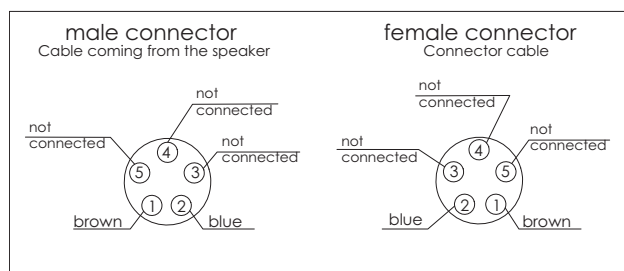 male connector
Cable coming from the speaker
not
connected
4
not
connected
5
not
connected
3
1
2
brown
blue
female connector
Connector cable
not
connected
4
not
connected
3
not
connected
5
2
1
blue
brown